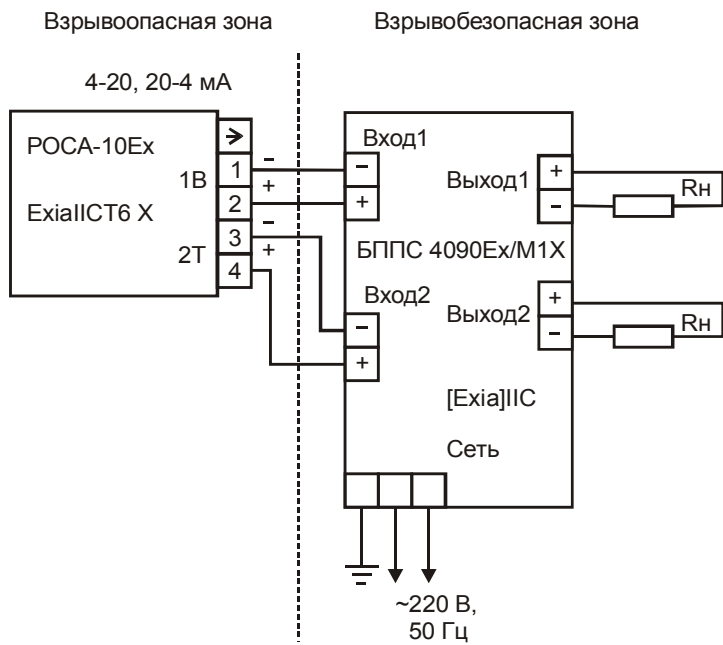 Взрывоопасная зона
Взрывобезопасная зона
4-20, 20-4 мА
РОСА-10Ex
ExiaIICT6 X
1В
2Т
1
2
3
4
−
+
−
+
Вход1
−
+
Выход1
+
−
Rн
БППС 4090Ex/М1Х
Вход2
−
+
Выход2
+
−
Rн
[Exia]IIC
Сеть
~220 В,
50 Гц